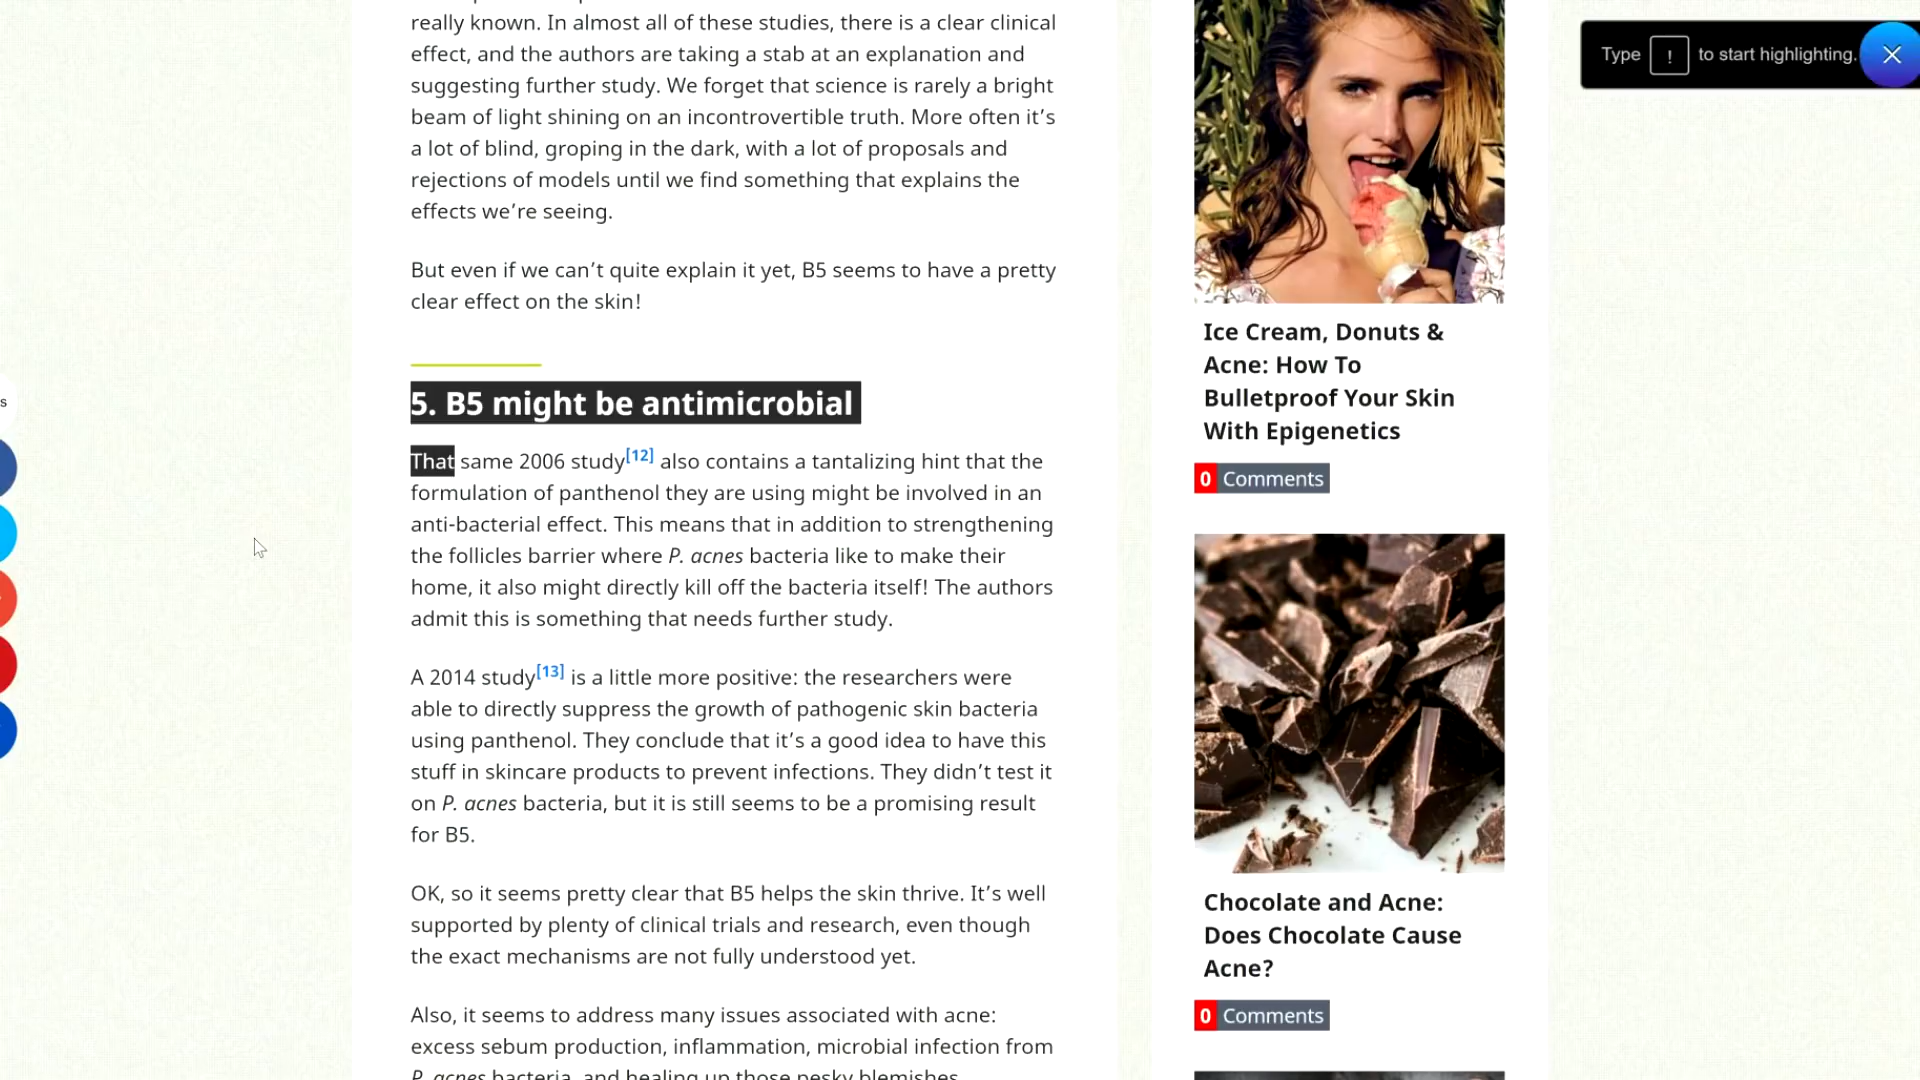 really known. In almost all of these studies, there is a clear clinical
effect, and the authors are taking a stab at an explanation and
suggesting further study. We forget that science is rarely a bright
beam of light shining on an incontrovertible truth. More often it’s
a lot of blind, groping in the dark, with a lot of proposals and
rejections of models until we find something that explains the
effects we’re seeing.
But even if we can’t quite explain it yet, B5 seems to have a pretty
clear effect on the skin!
5. B5 might be antimicrobial
That same 2006 study[12] also contains a tantalizing hint that the
formulation of panthenol they are using might be involved in an
anti-bacterial effect. This means that in addition to strengthening
the follicles barrier where P. acnes bacteria like to make their
home, it also might directly kill off the bacteria itself! The authors
admit this is something that needs further study.
A 2014 study[13] is a little more positive: the researchers were
able to directly suppress the growth of pathogenic skin bacteria
using panthenol. They conclude that it’s a good idea to have this
stuff in skincare products to prevent infections. They didn’t test it
on P. acnes bacteria, but it is still seems to be a promising result
for B5.
OK, so it seems pretty clear that B5 helps the skin thrive. It’s well
supported by plenty of clinical trials and research, even though
the exact mechanisms are not fully understood yet.
Also, it seems to address many issues associated with acne:
excess sebum production, inflammation, microbial infection from
P. acnes bacteria, and healing up those pesky blemishes.
Ice Cream, Donuts &
Acne: How To
Bulletproof Your Skin
With Epigenetics
0 Comments
Chocolate and Acne:
Does Chocolate Cause
Acne?
0 Comments
Type ! to start highlighting.
s